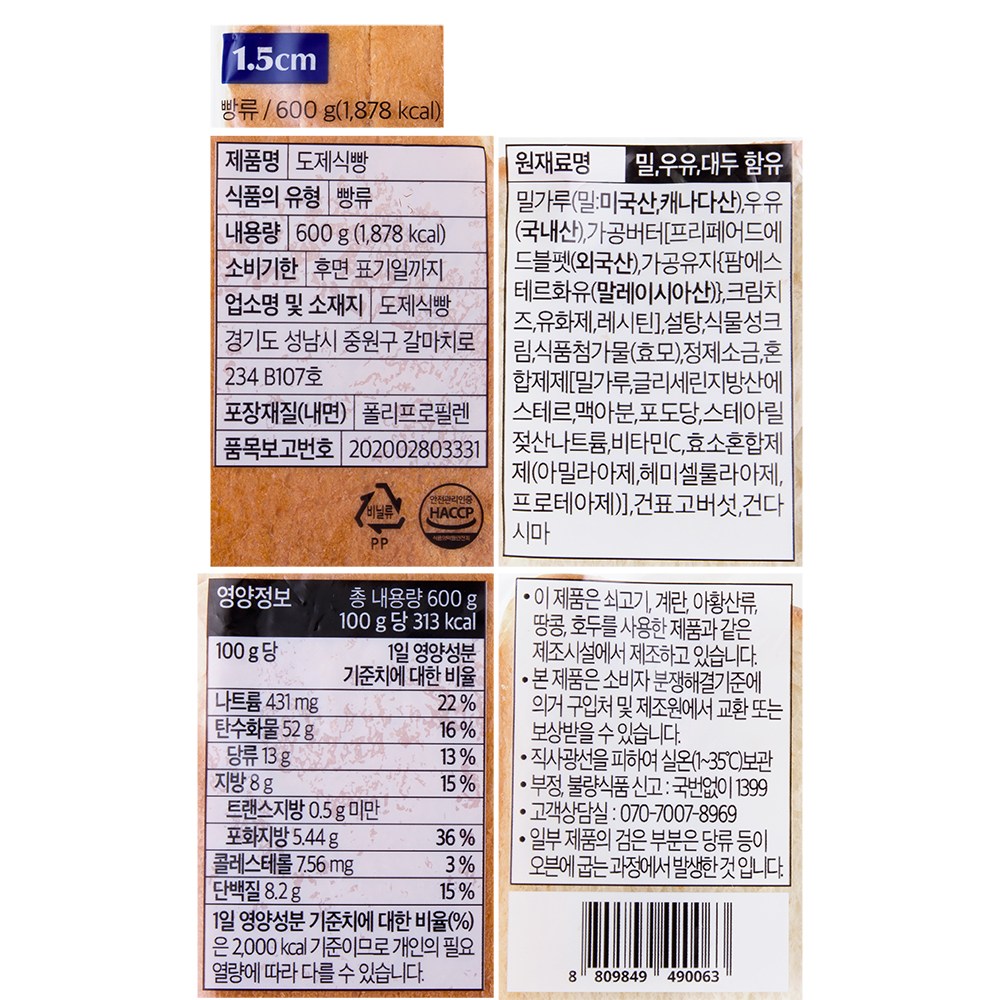 1.5cm
빵류 / 600 g(1,878 kcal)
제품명 도제식빵
식품의 유형 빵류
내용량 600 g (1,878 kcal)
소비기한 후면 표기일까지
업소명 및 소재지 도제식빵
경기도 성남시 중원구 갈마치로
234 B107호
포장재질(내면) 폴리프로필렌
품목보고번호 202002803331
비닐류
PP
안전관리인증
HACCP
원재료명 밀,우유,대두 함유
밀가루(밀:미국산,캐나다산),우유
(국내산),가공버터[프리페어드에
드블펫(외국산),가공유지{팜에스
테르화유(말레이시아산)},크림치
즈,유화제,레시틴],설탕,식물성크
림,식품첨가물(효모),정제소금,혼
합제제[밀가루,글리세린지방산에
스테르,맥아분,포도당,스테아릴
젖산나트륨,비타민C,효소혼합제
제(아밀라아제,헤미셀룰라아제,
프로테아제)],건표고버섯,건다
시마
영양정보 총 내용량 600 g
100 g 당 313 kcal
100 g 당 1일 영양성분
기준치에 대한 비율
나트륨 431 mg 22 %
탄수화물 52 g 16 %
당류 13 g 13 %
지방 8 g 15 %
트랜스지방 0.5 g 미만
포화지방 5.44 g 36 %
콜레스테롤 7.56 mg 3 %
단백질 8.2 g 15 %
1일 영양성분 기준치에 대한 비율(%)
은 2,000 kcal 기준이므로 개인의 필요
열량에 따라 다를 수 있습니다.
• 이 제품은 쇠고기, 계란, 아황산류,
땅콩, 호두를 사용한 제품과 같은
제조시설에서 제조하고 있습니다.
• 본 제품은 소비자 분쟁해결기준에
의거 구입처 및 제조원에서 교환 또는
보상받을 수 있습니다.
• 직사광선을 피하여 실온(1~35℃)보관
• 부정, 불량식품 신고 : 국번없이 1399
• 고객상담실 : 070-7007-8969
• 일부 제품의 검은 부분은 당류 등이
오븐에 굽는 과정에서 발생한 것 입니다.
8 809849 490063